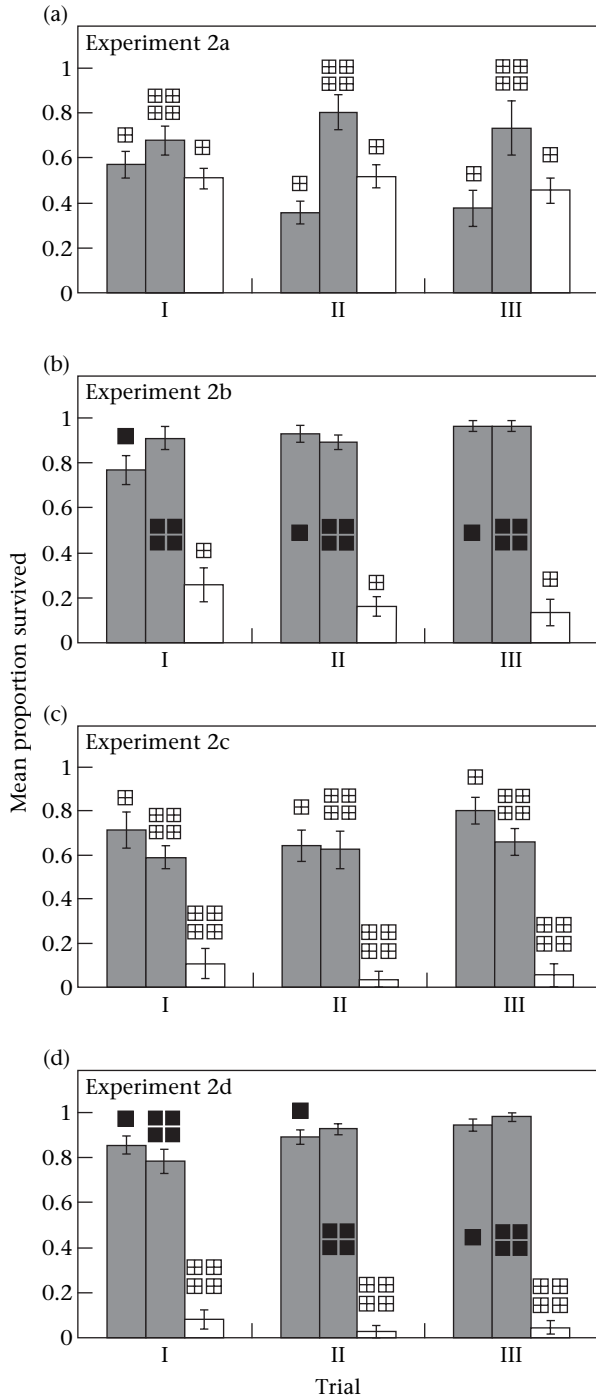 (a)
Experiment 2a
1
0.8
0.6
0.4
0.2
0
I II III
(b)
Experiment 2b
1
0.8
0.6
0.4
0.2
0
I II III
Mean proportion survived
(c)
Experiment 2c
1
0.8
0.6
0.4
0.2
0
I II III
(d)
Experiment 2d
1
0.8
0.6
0.4
0.2
0
I II III
Trial